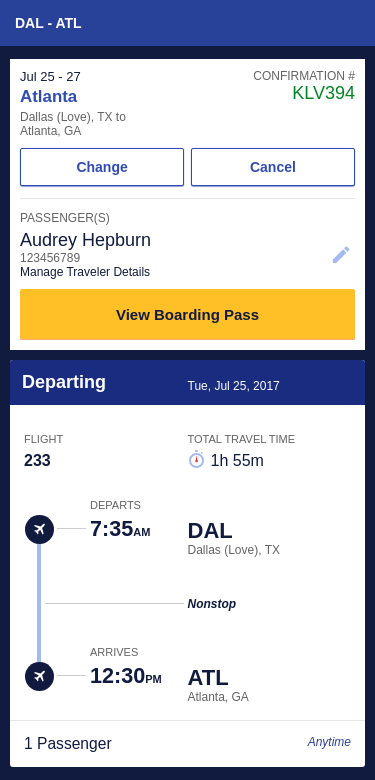 DAL - ATL
Jul 25 - 27
CONFIRMATION #
Atlanta
KLV394
Dallas (Love), TX to
Atlanta, GA
Change
Cancel
PASSENGER(S)
Audrey Hepburn
123456789
Manage Traveler Details
View Boarding Pass
Departing
Tue, Jul 25, 2017
FLIGHT
TOTAL TRAVEL TIME
233
1h 55m
DEPARTS
7:35AM
DAL
Dallas (Love), TX
Nonstop
ARRIVES
12:30PM
ATL
Atlanta, GA
1 Passenger
Anytime